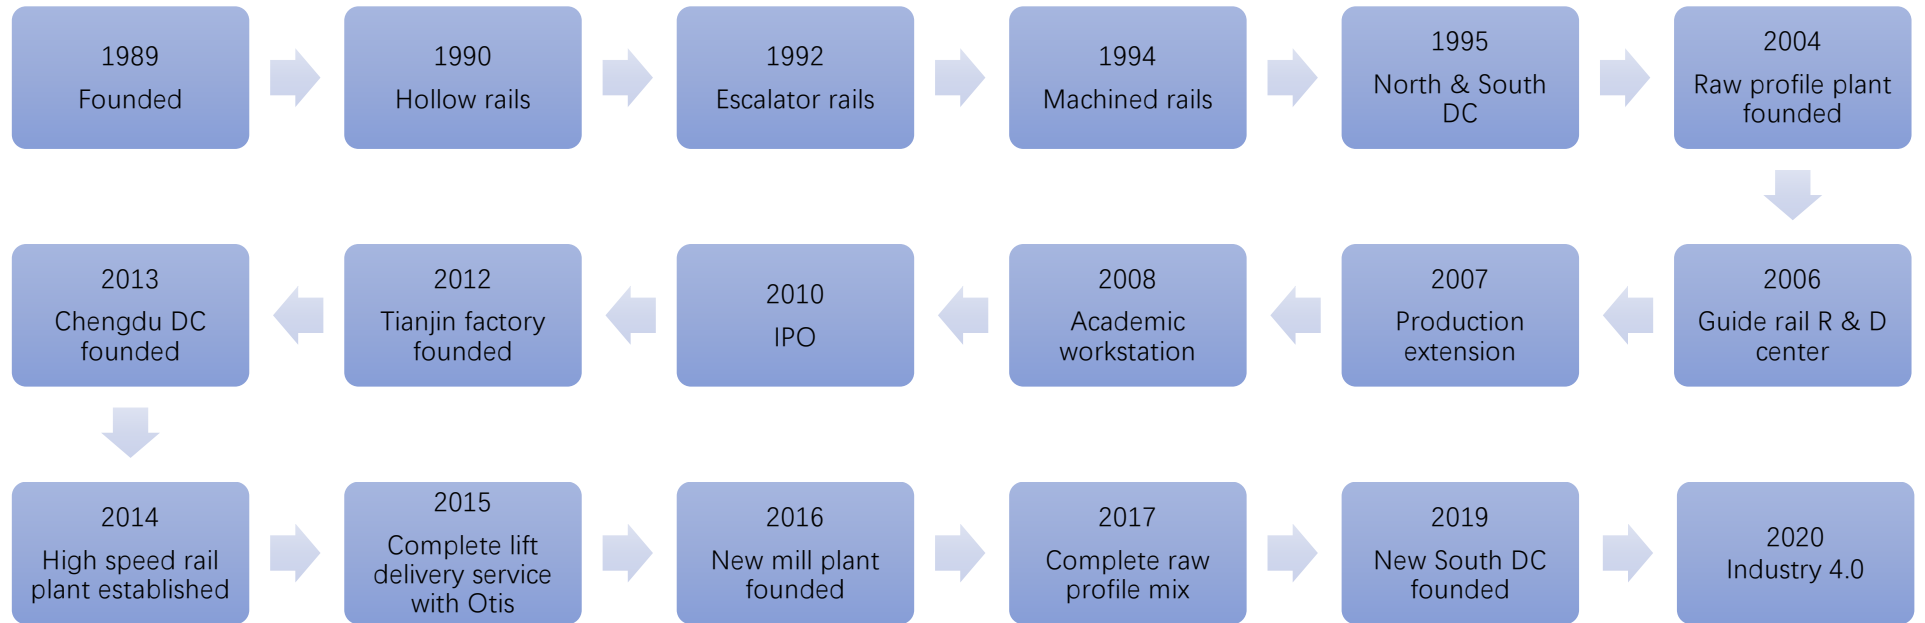 1989
Founded
1990
Hollow rails
1992
Escalator rails
1994
Machined rails
1995
North & South
DC
2004
Raw profile plant
founded
2006
Guide rail R & D
center
2007
Production
extension
2008
Academic
workstation
2010
IPO
2012
Tianjin factory
founded
2013
Chengdu DC
founded
2014
High speed rail
plant established
2015
Complete lift
delivery service
with Otis
2016
New mill plant
founded
2017
Complete raw
profile mix
2019
New South DC
founded
2020
Industry 4.0